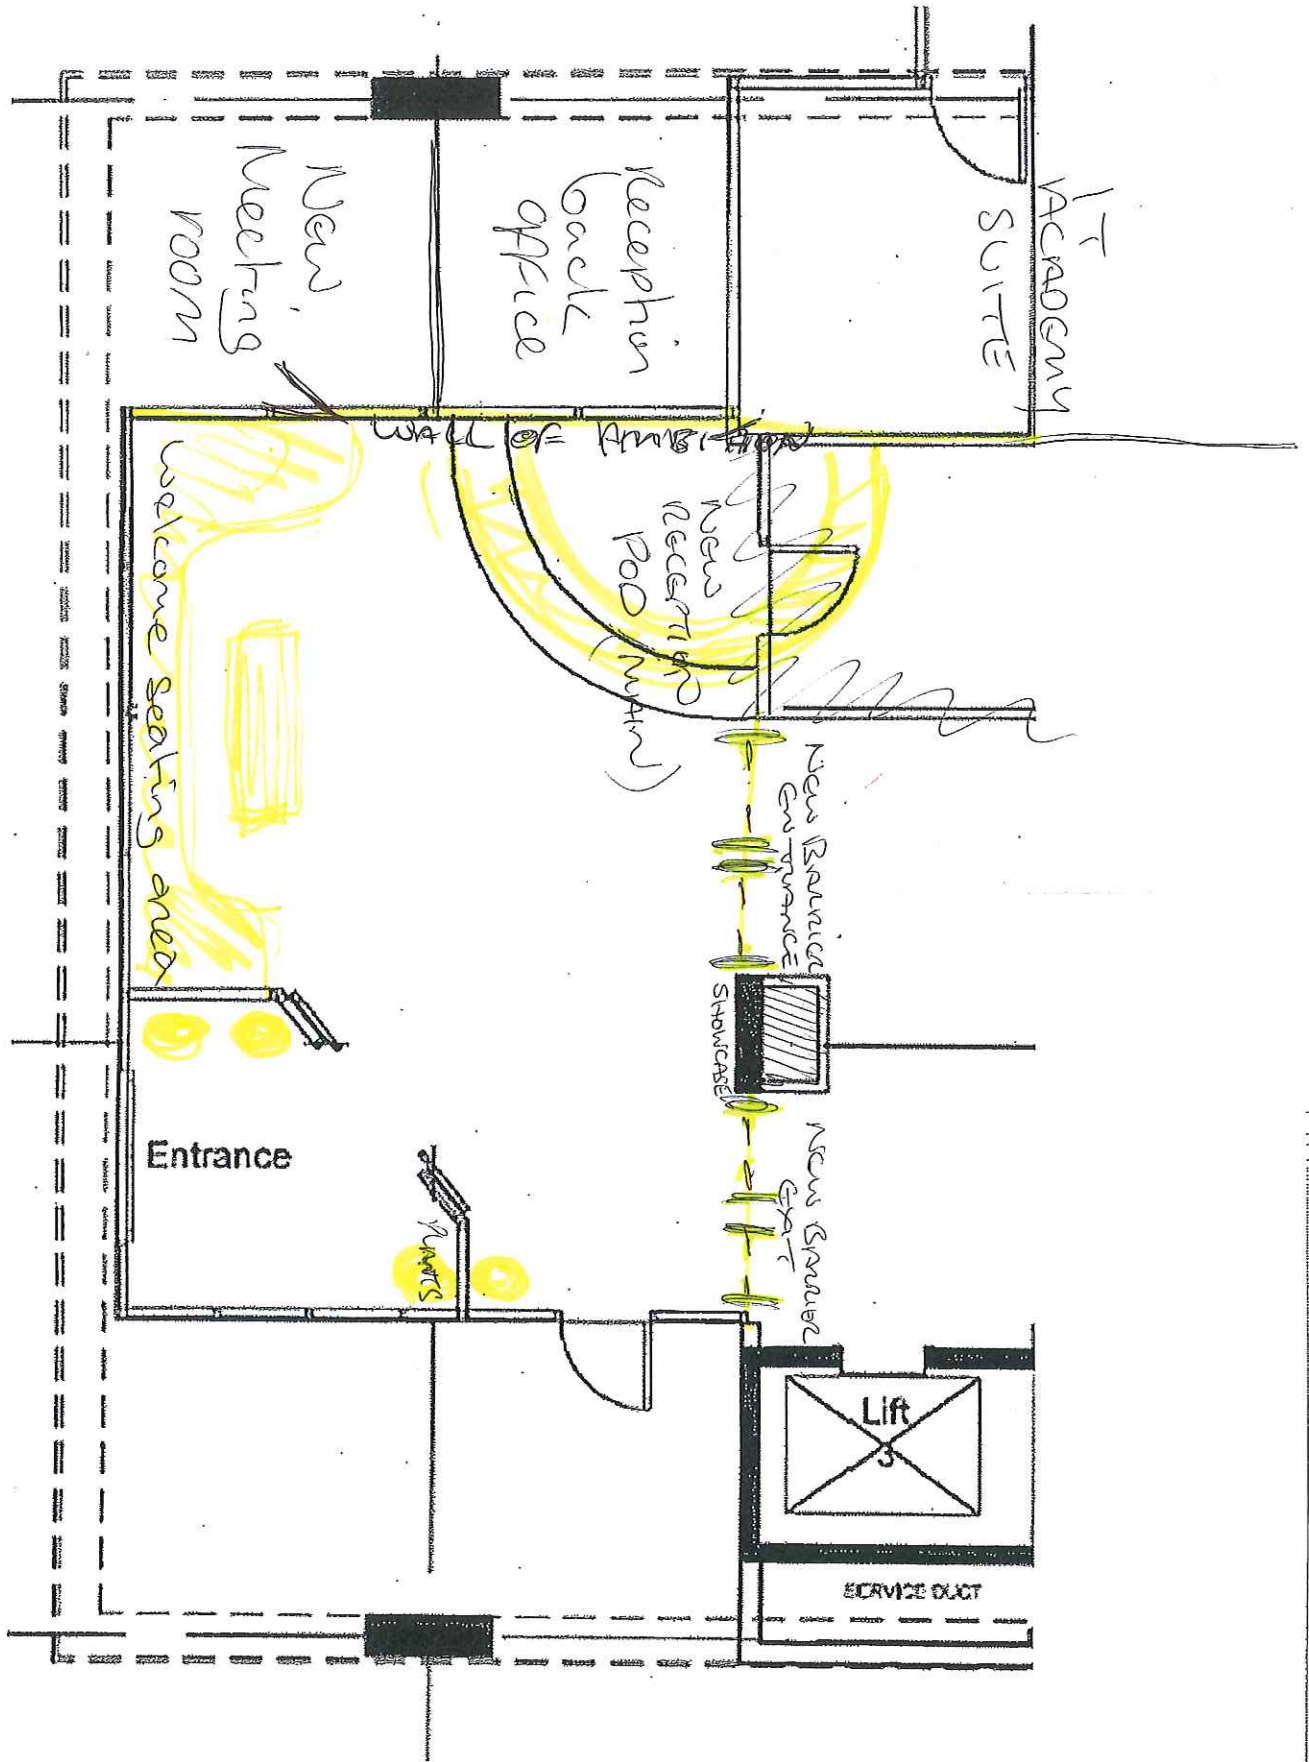 IT
ACADEMY
SUITE
Reception
back
office
New
Meeting
room
WALL OF
NEW
RECEPTION
POD
(MAIN)
welcome seating area
NEW BARRIER
ENTRANCE
SHOWCASE
NEW BARRIER
EXIT
PLANTS
Entrance
Lift
3
SERVICE DUCT